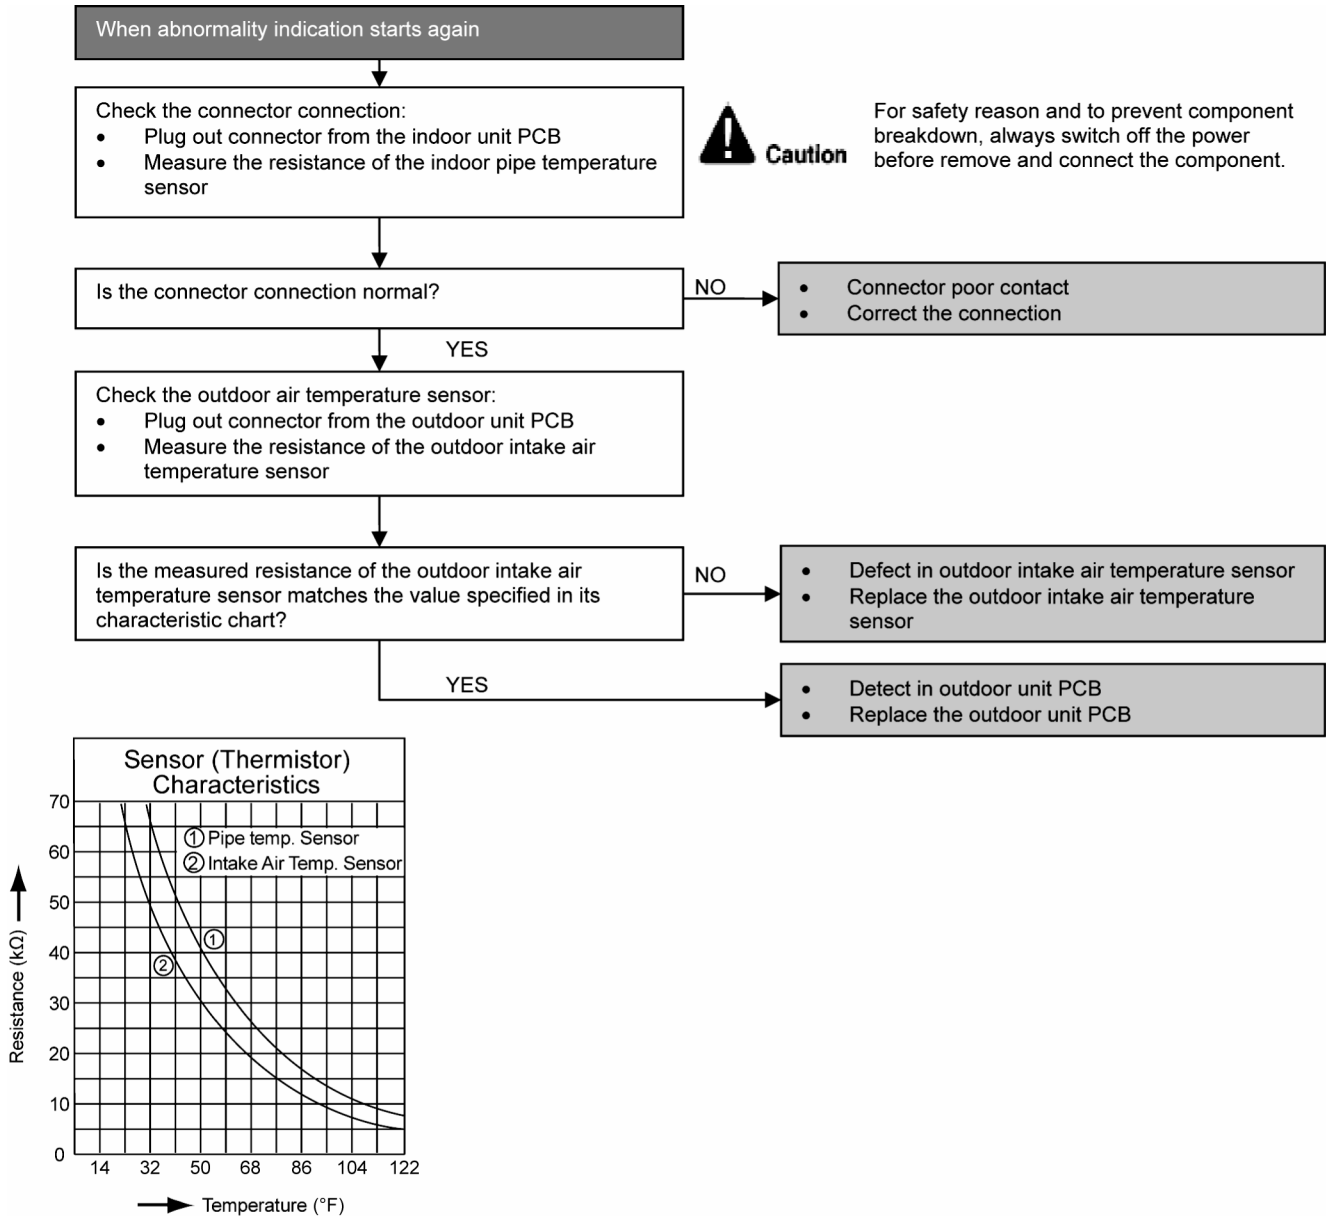 When abnormality indication starts again
Check the connector connection:
• Plug out connector from the indoor unit PCB
• Measure the resistance of the indoor pipe temperature
sensor
Caution
For safety reason and to prevent component
breakdown, always switch off the power
before remove and connect the component.
Is the connector connection normal?
NO
• Connector poor contact
• Correct the connection
YES
Check the outdoor air temperature sensor:
• Plug out connector from the outdoor unit PCB
• Measure the resistance of the outdoor intake air
temperature sensor
Is the measured resistance of the outdoor intake air
temperature sensor matches the value specified in its
characteristic chart?
NO
• Defect in outdoor intake air temperature sensor
• Replace the outdoor intake air temperature
sensor
YES
• Detect in outdoor unit PCB
• Replace the outdoor unit PCB
Sensor (Thermistor)
Characteristics
① Pipe temp. Sensor
② Intake Air Temp. Sensor
①
②
70
60
50
40
30
20
10
0
Resistance (kΩ)
14 32 50 68 86 104 122
Temperature (°F)